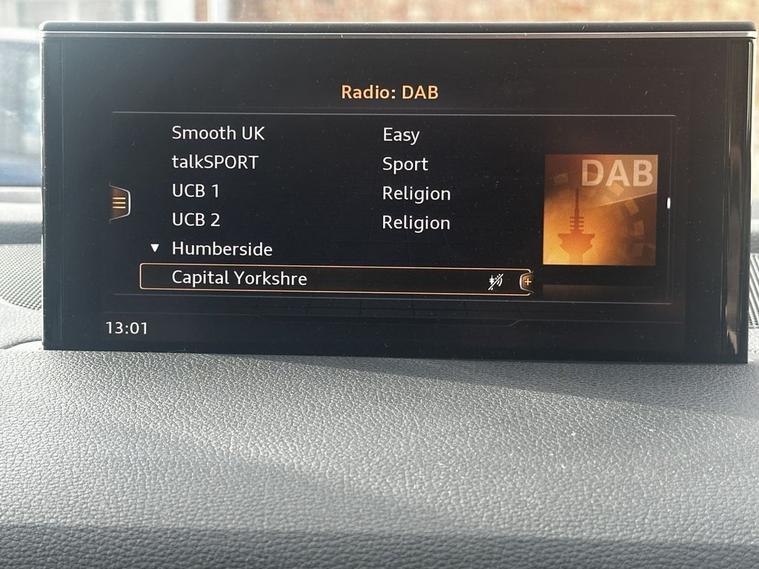 Radio: DAB
Smooth UK Easy
talkSPORT Sport
UCB 1 Religion
UCB 2 Religion
Humberside
Capital Yorkshre
DAB
13:01